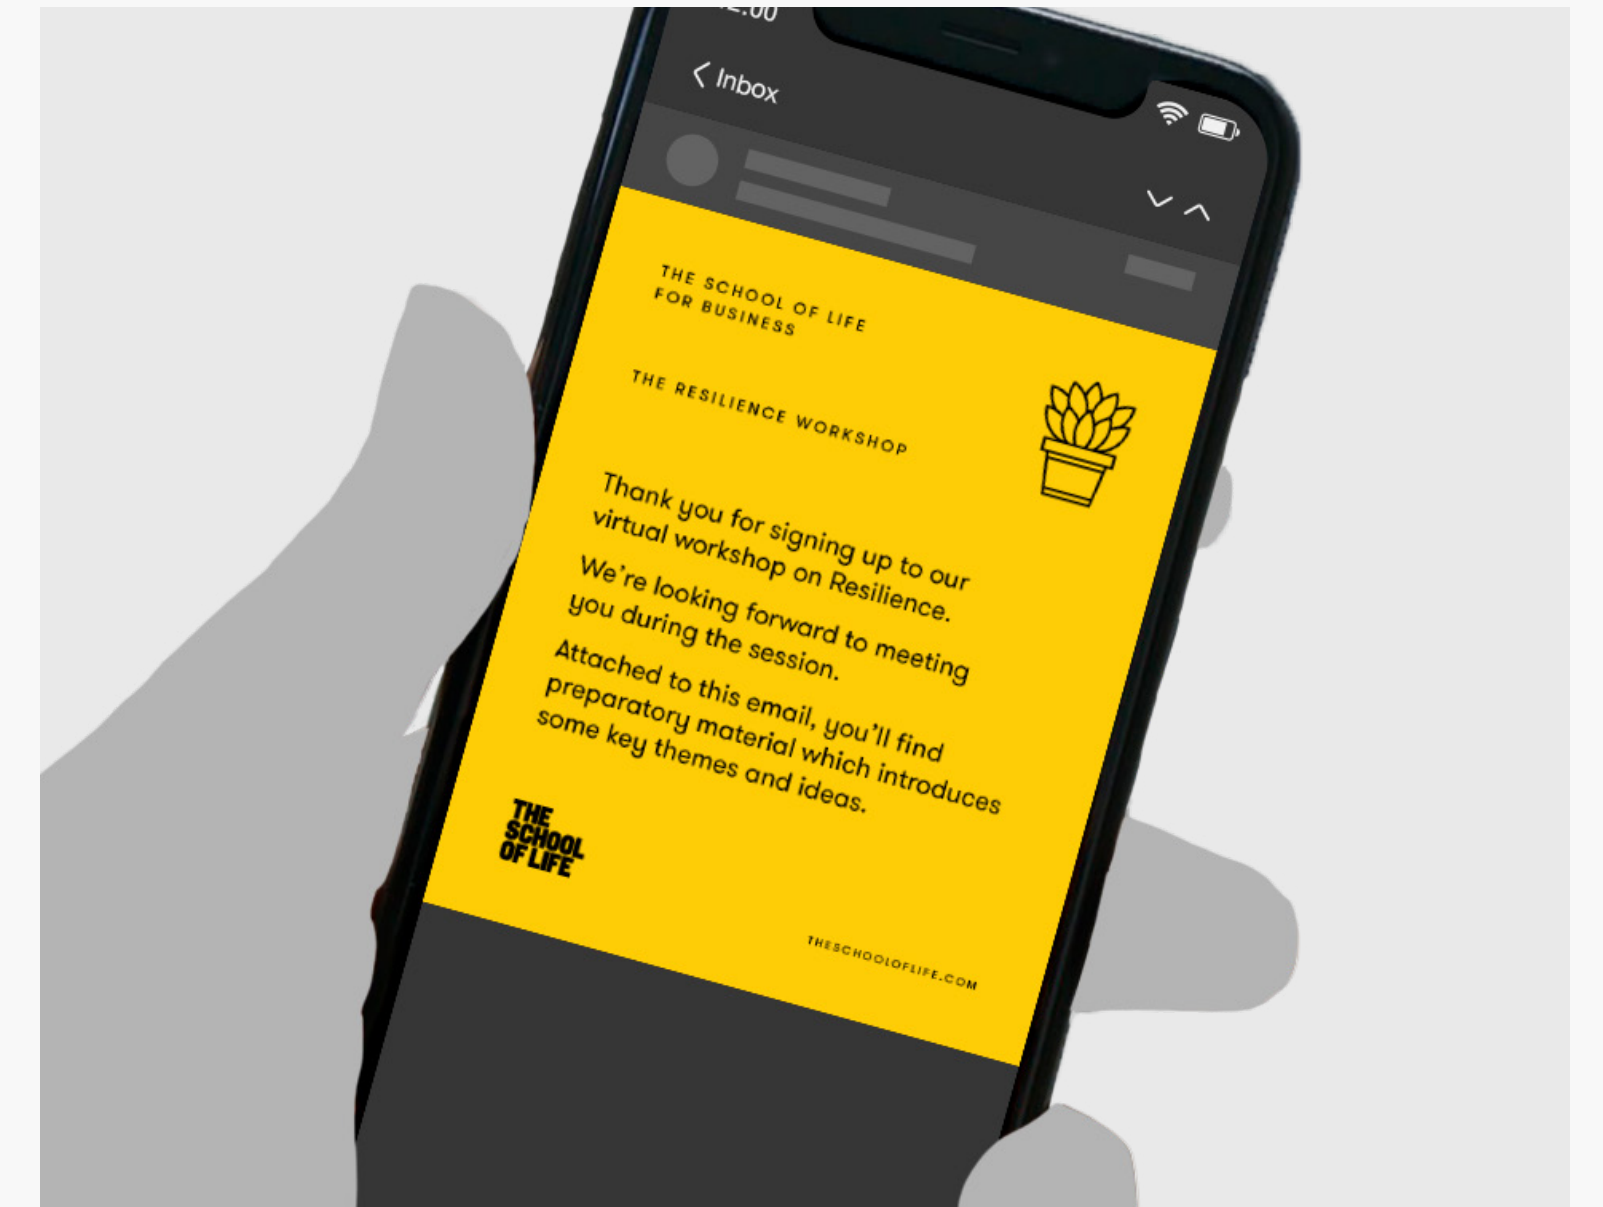 Inbox
THE SCHOOL OF LIFE
FOR BUSINESS
THE RESILIENCE WORKSHOP
Thank you for signing up to our
virtual workshop on Resilience.
We're looking forward to meeting
you during the session.
Attached to this email, you'll find
preparatory material which introduces
some key themes and ideas.
THE
SCHOOL
OF LIFE
THESCHOOLOFLIFE.COM